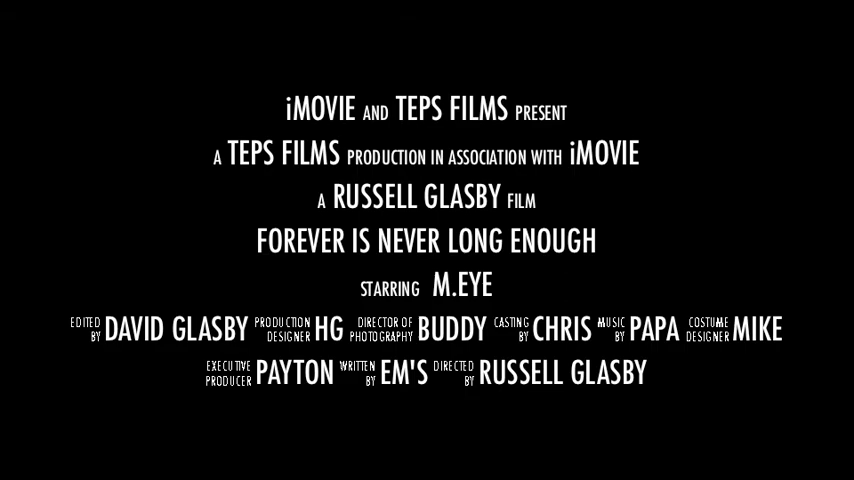 iMOVIE AND TEPS FILMS PRESENT
A TEPS FILMS PRODUCTION IN ASSOCIATION WITH iMOVIE
A RUSSELL GLASBY FILM
FOREVER IS NEVER LONG ENOUGH
STARRING M.EYE
EDITED BY DAVID GLASBY PRODUCTION DESIGNER HG DIRECTOR OF PHOTOGRAPHY BUDDY CASTING BY CHRIS MUSIC BY PAPA COSTUME DESIGNER MIKE
EXECUTIVE PRODUCER PAYTON WRITTEN BY EM'S DIRECTED BY RUSSELL GLASBY